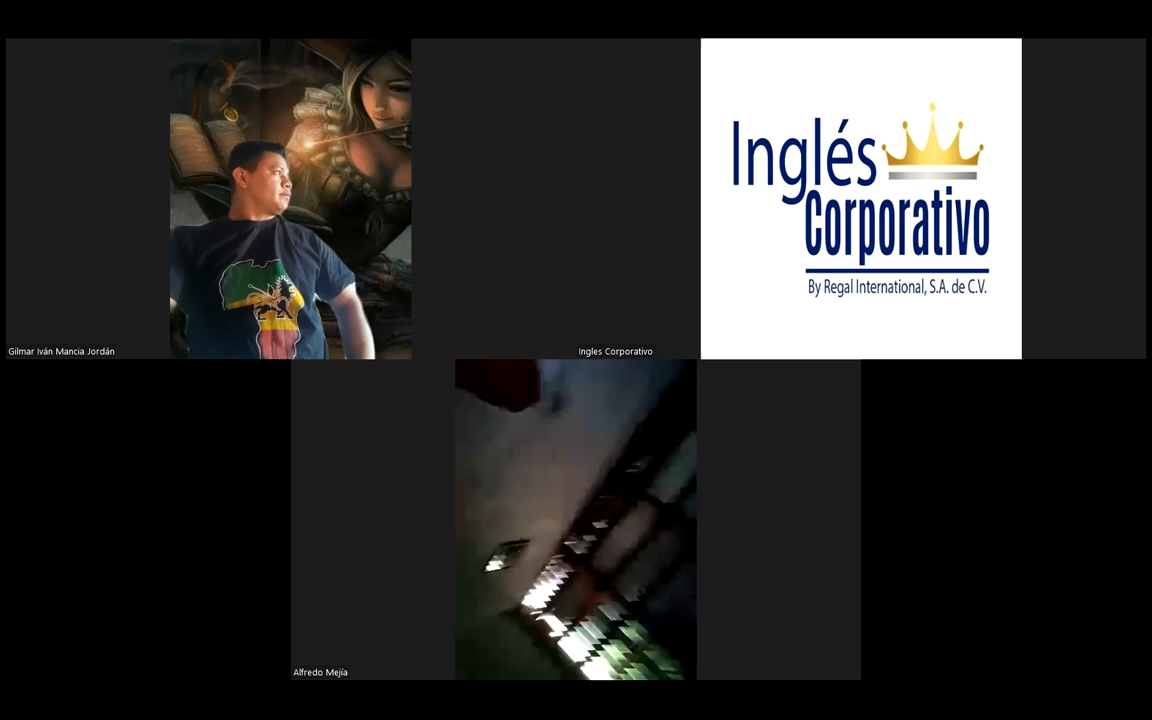 Inglés
Corporativo
By Regal International, S.A. de C.V.
Gilmar Iván Mancia Jordán
Ingles Corporativo
Alfredo Mejía